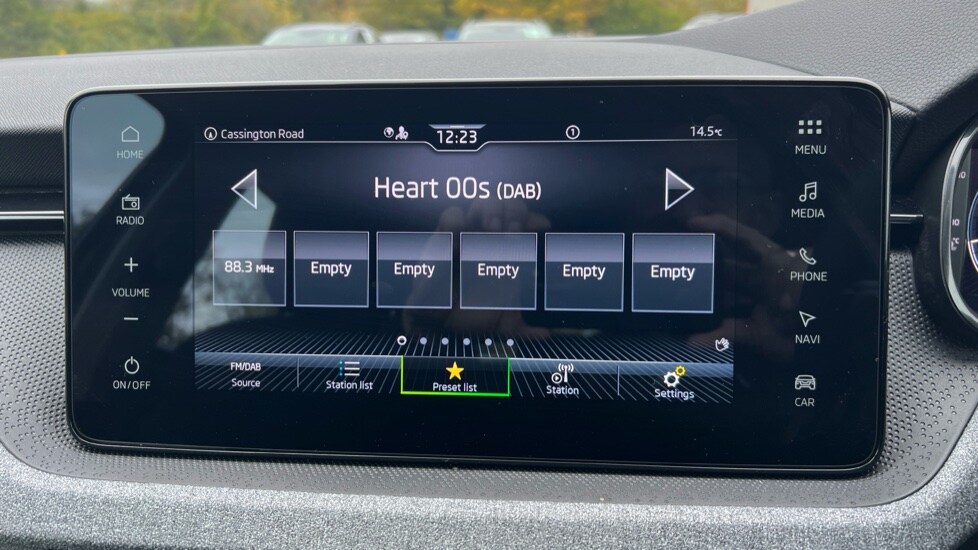 Cassington Road
12:23
1
14.5°C
HOME
RADIO
VOLUME
ON/OFF
Heart 00s (DAB)
88.3 MHz
Empty
Empty
Empty
Empty
Empty
FM/DAB
Source
Station list
Preset list
Station
Settings
MENU
MEDIA
PHONE
NAVI
CAR